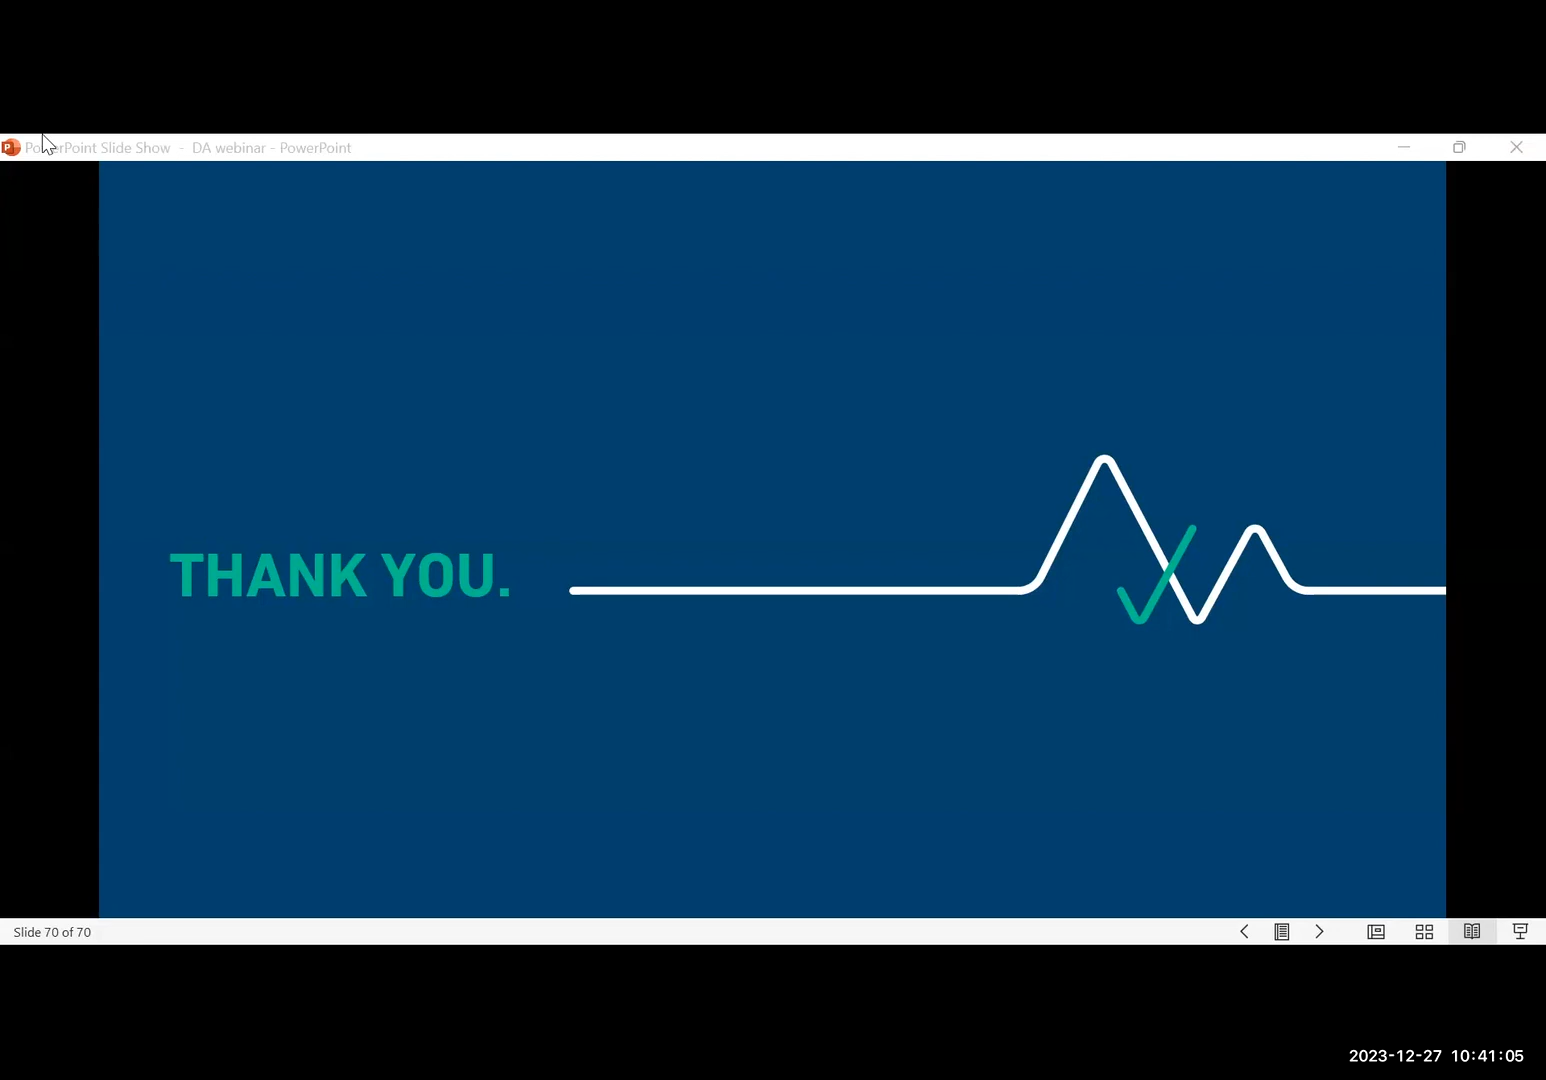 PowerPoint Slide Show - DA webinar - PowerPoint
THANK YOU.
Slide 70 of 70
2023-12-27 10:41:05